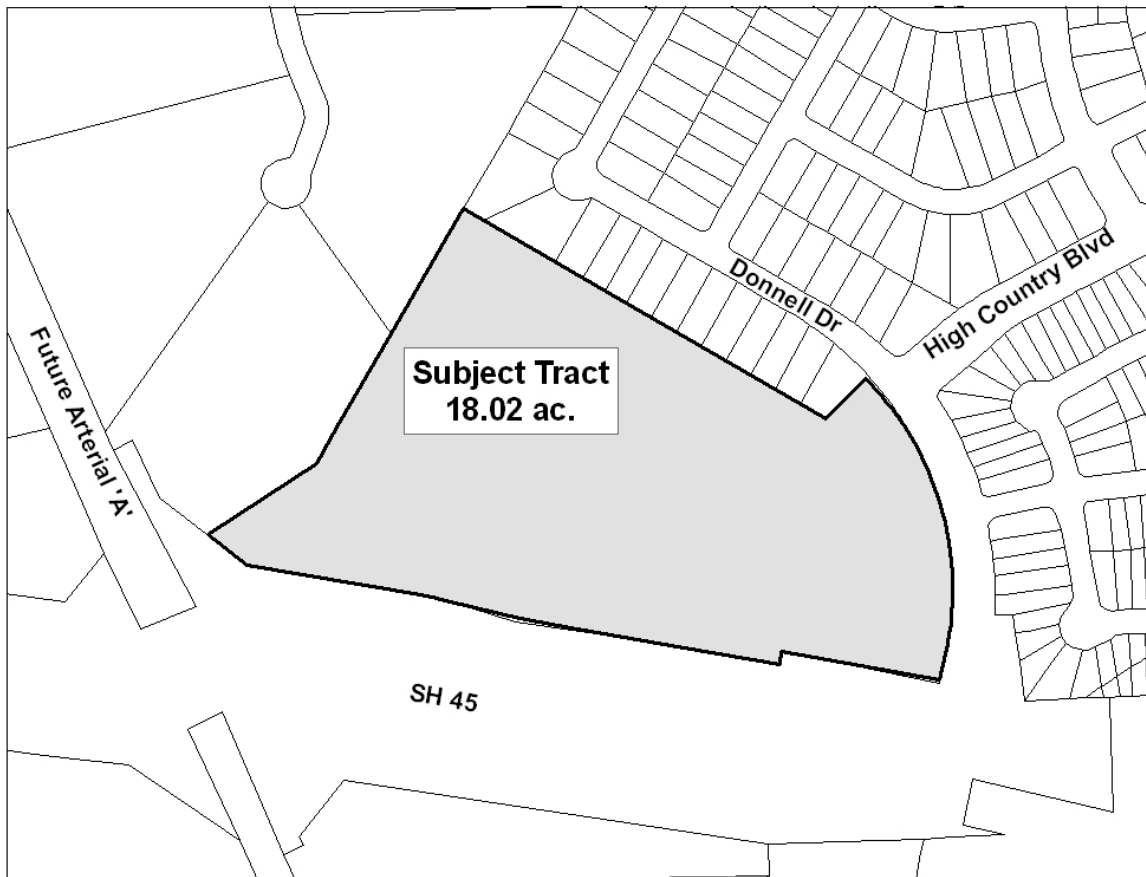 Donnell Dr
High Country Blvd
Future Arterial 'A'
Subject Tract
18.02 ac.
SH 45